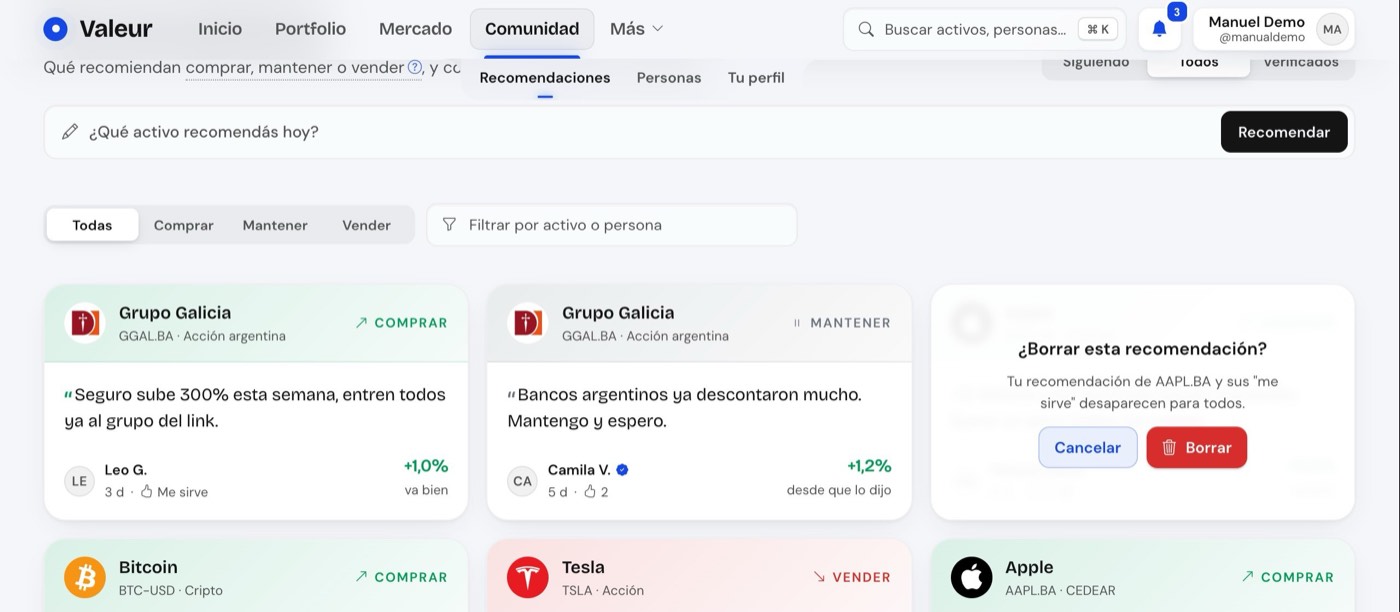 Valeur
Inicio
Portfolio
Mercado
Comunidad
Más
Buscar activos, personas...
⌘ K
3
Manuel Demo
@manualdemo
MA
Qué recomiendan comprar, mantener o vender ?, y co
Recomendaciones
Personas
Tu perfil
Siguiendo
Todos
Verificados
¿Qué activo recomendás hoy?
Recomendar
Todas
Comprar
Mantener
Vender
Filtrar por activo o persona
Grupo Galicia
GGAL.BA · Acción argentina
COMPRAR
"Seguro sube 300% esta semana, entren todos
ya al grupo del link.
LE
Leo G.
3 d · Me sirve
+1,0%
va bien
Grupo Galicia
GGAL.BA · Acción argentina
MANTENER
"Bancos argentinos ya descontaron mucho.
Mantengo y espero.
CA
Camila V.
5 d · 2
+1,2%
desde que lo dijo
¿Borrar esta recomendación?
Tu recomendación de AAPL.BA y sus "me
sirve" desaparecen para todos.
Cancelar
Borrar
Bitcoin
BTC-USD · Cripto
COMPRAR
Tesla
TSLA · Acción
VENDER
Apple
AAPL.BA · CEDEAR
COMPRAR